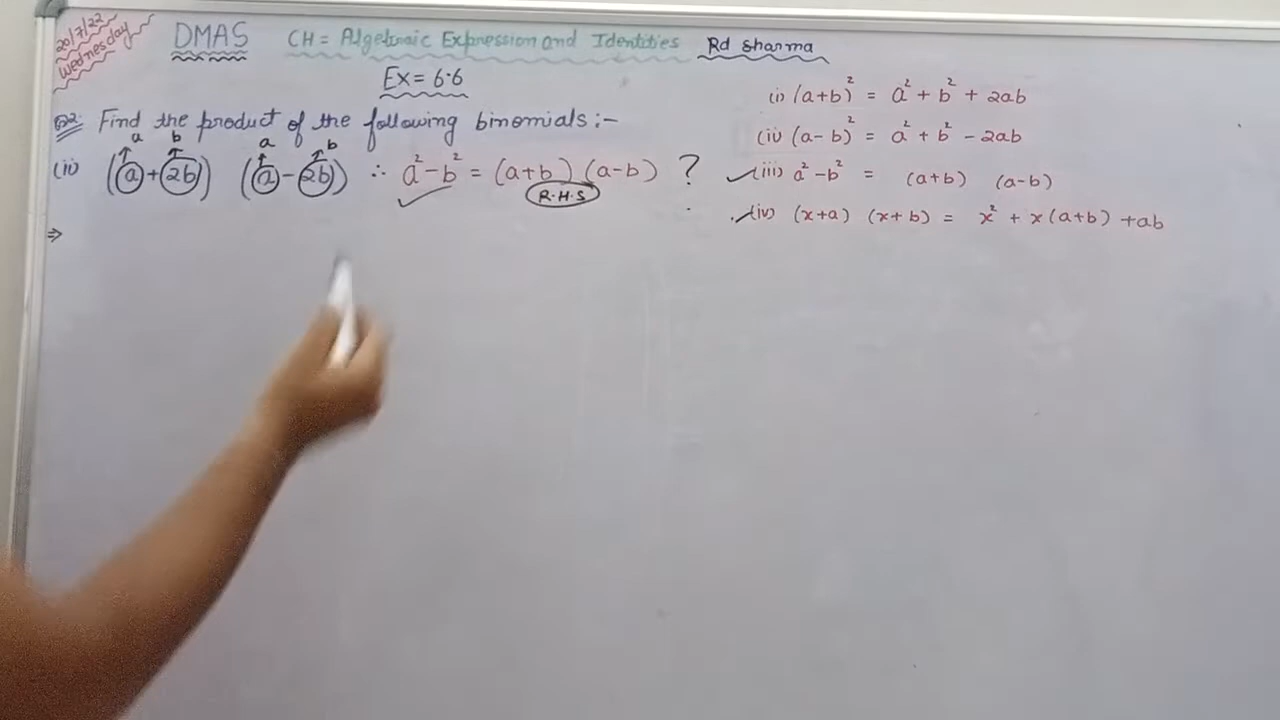 20/7/22
Wednesday
DMAS CH = Algebraic Expression and Identities Rd Sharma
Ex = 6.6
Q2: Find the product of the following binomials :-
a b a b
(ii) (a + 2b) (a - 2b) ∴ a² - b² = (a+b) (a-b) ?
R.H.S
⇒
(i) (a+b)² = a² + b² + 2ab
(ii) (a-b)² = a² + b² - 2ab
(iii) a² - b² = (a+b) (a-b)
(iv) (x+a) (x+b) = x² + x(a+b) + ab